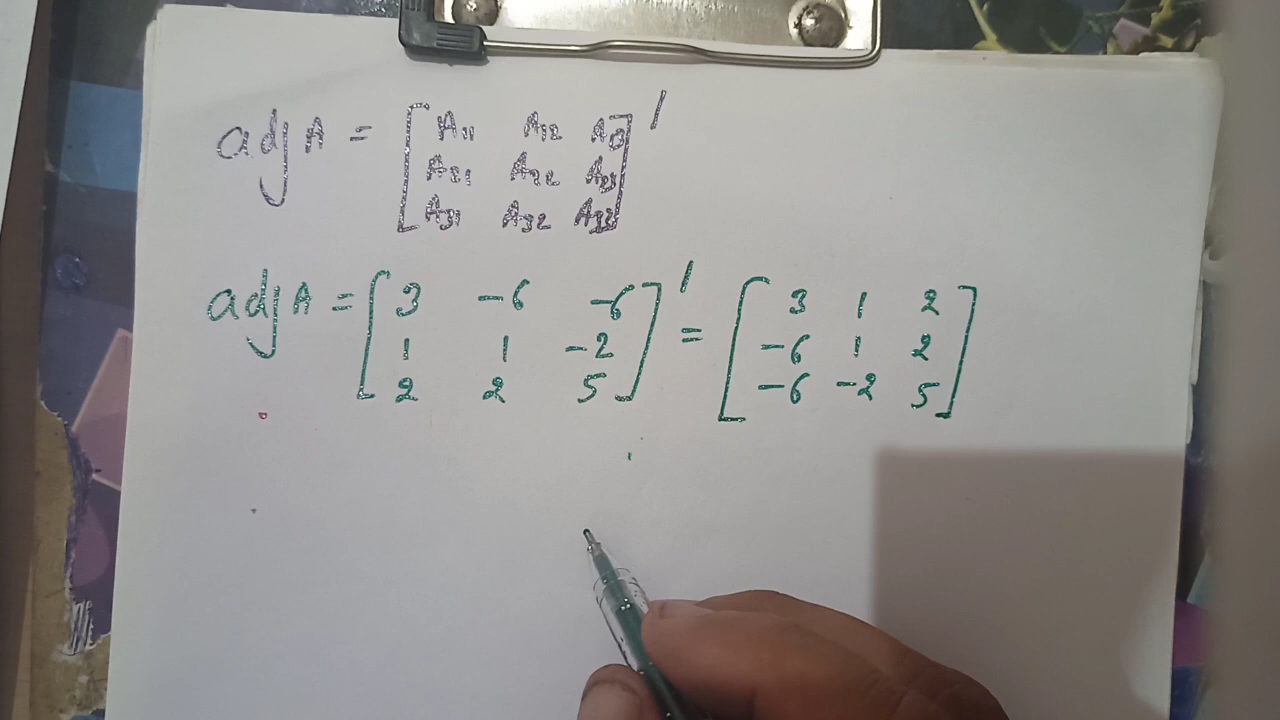 adj A = [A11 A12 A13]'
A21 A22 A23
A31 A32 A33
adj A = [3 -6 -6]' = [3 1 2]
1 1 -2 -6 1 2
2 2 5 -6 -2 5